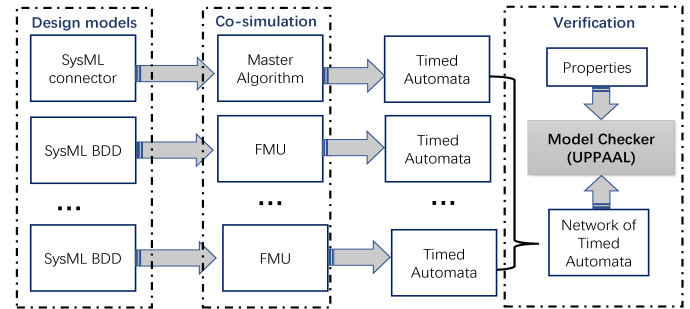 Design models
Co-simulation
Verification
SysML
connector
Master
Algorithm
Timed
Automata
Properties
SysML BDD
FMU
Timed
Automata
Model Checker
(UPPAAL)
...
...
...
SysML BDD
FMU
Timed
Automata
Network of
Timed
Automata